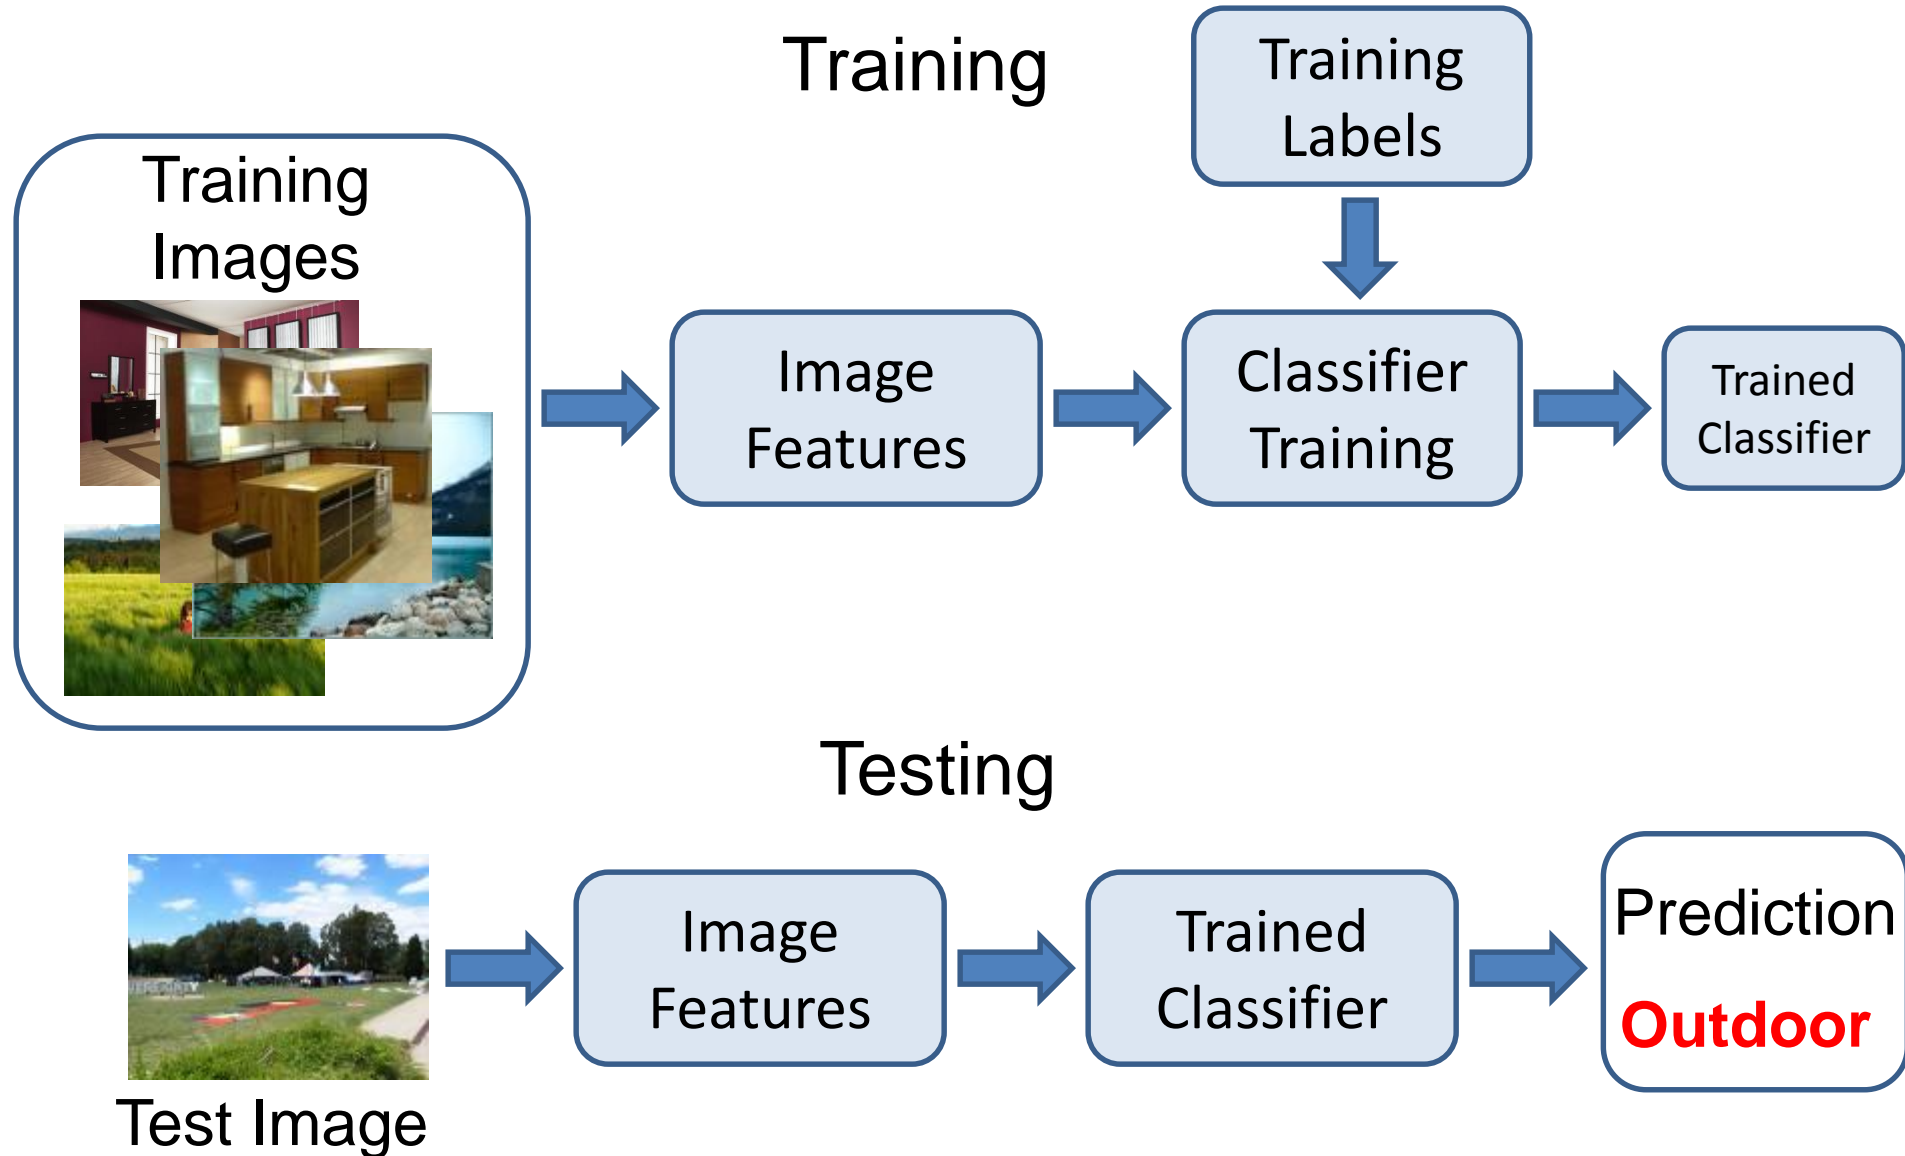 Training
Training
Labels
Training
Images
Image
Features
Classifier
Training
Trained
Classifier
Testing
Image
Features
Trained
Classifier
Prediction
Outdoor
Test Image